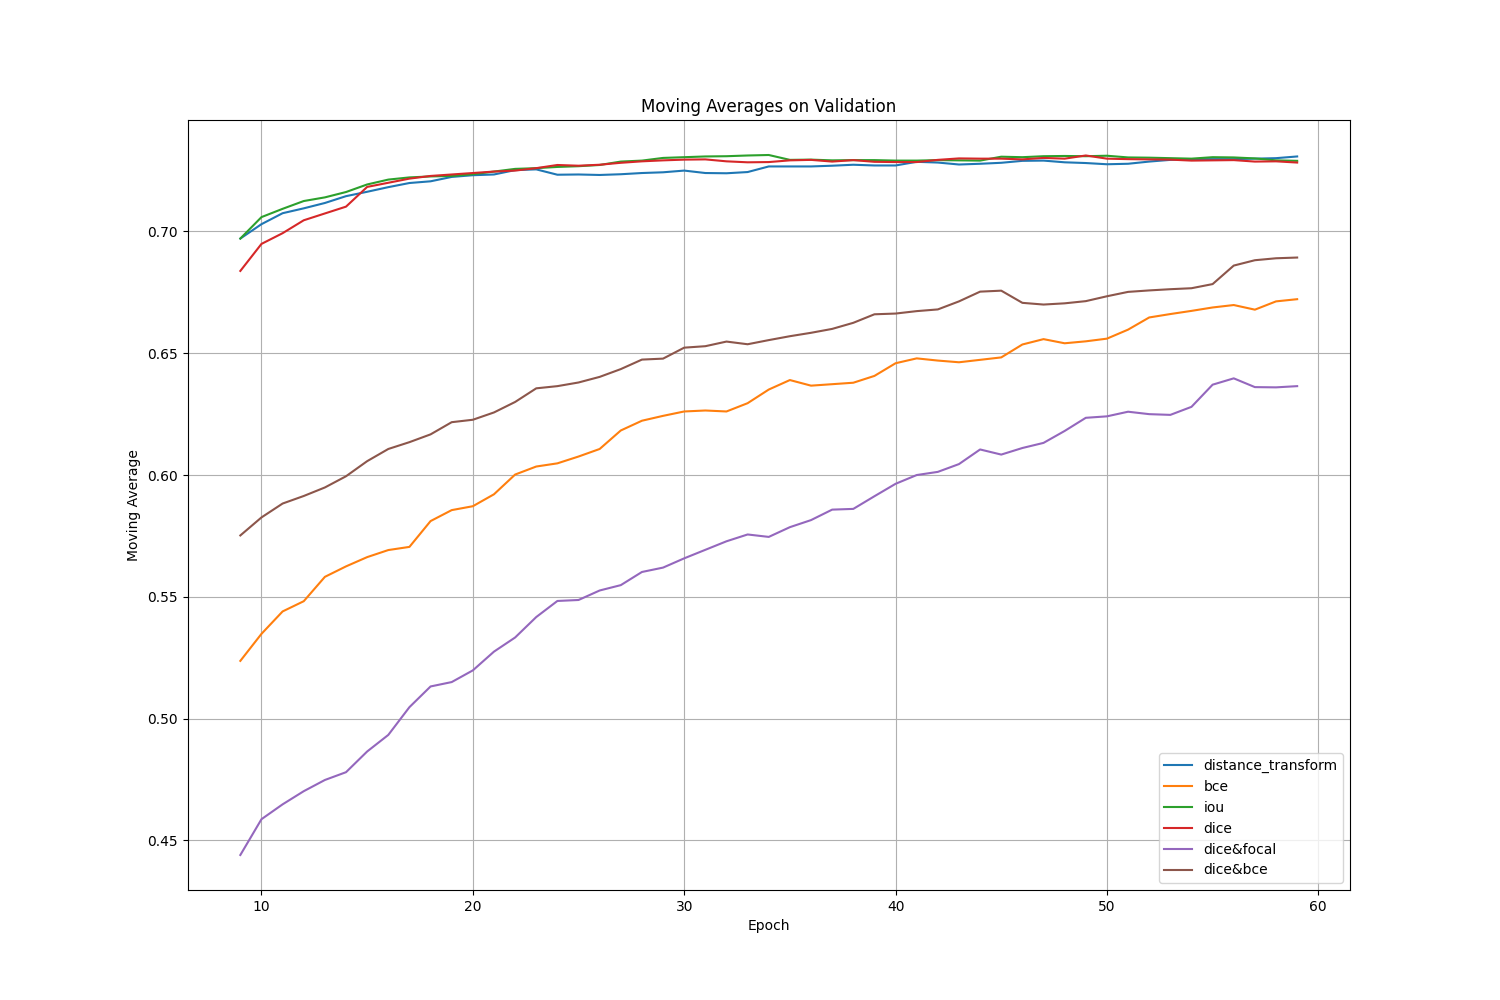 Moving Averages on Validation
Moving Average
0.70
0.65
0.60
0.55
0.50
0.45
10 20 30 40 50 60
Epoch
distance_transform
bce
iou
dice
dice&focal
dice&bce